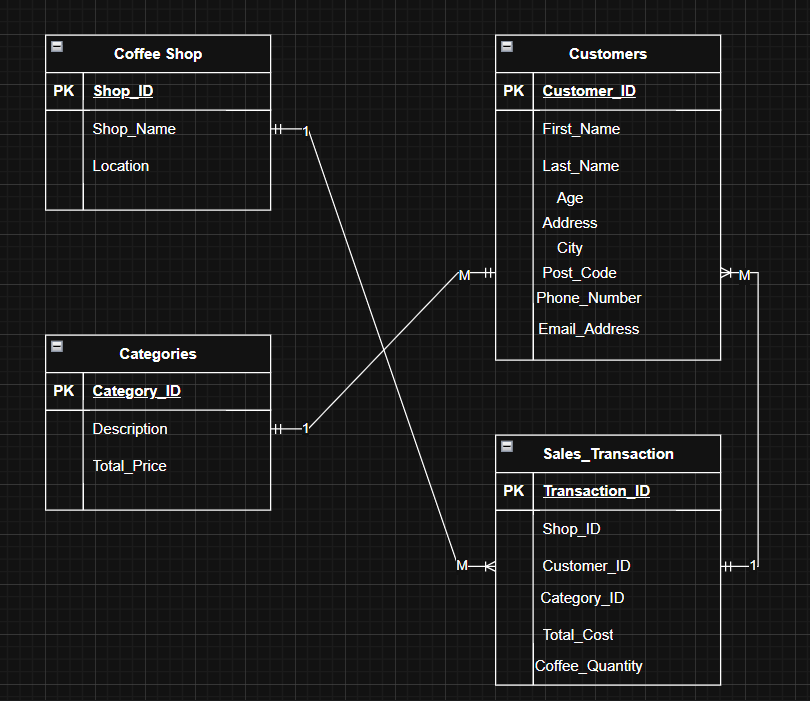 Coffee Shop
PK Shop_ID
Shop_Name
Location
1
Customers
PK Customer_ID
First_Name
Last_Name
Age
Address
City
Post_Code
Phone_Number
Email_Address
M
M
Categories
PK Category_ID
Description
Total_Price
1
Sales_Transaction
PK Transaction_ID
Shop_ID
Customer_ID
Category_ID
Total_Cost
Coffee_Quantity
M
1